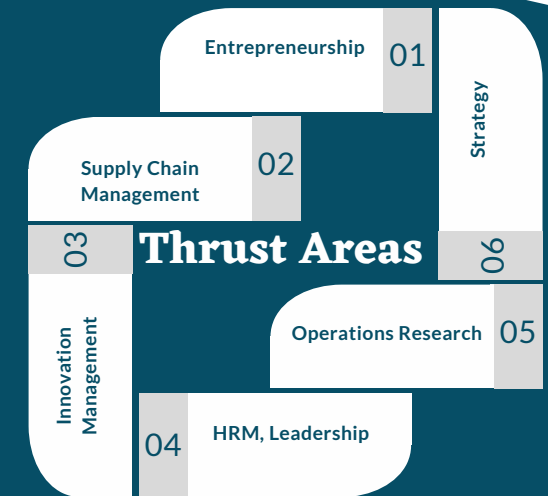 Entrepreneurship
01
Supply Chain
Management
02
03
Innovation
Management
Thrust Areas
04
HRM, Leadership
Operations Research
05
06
Strategy